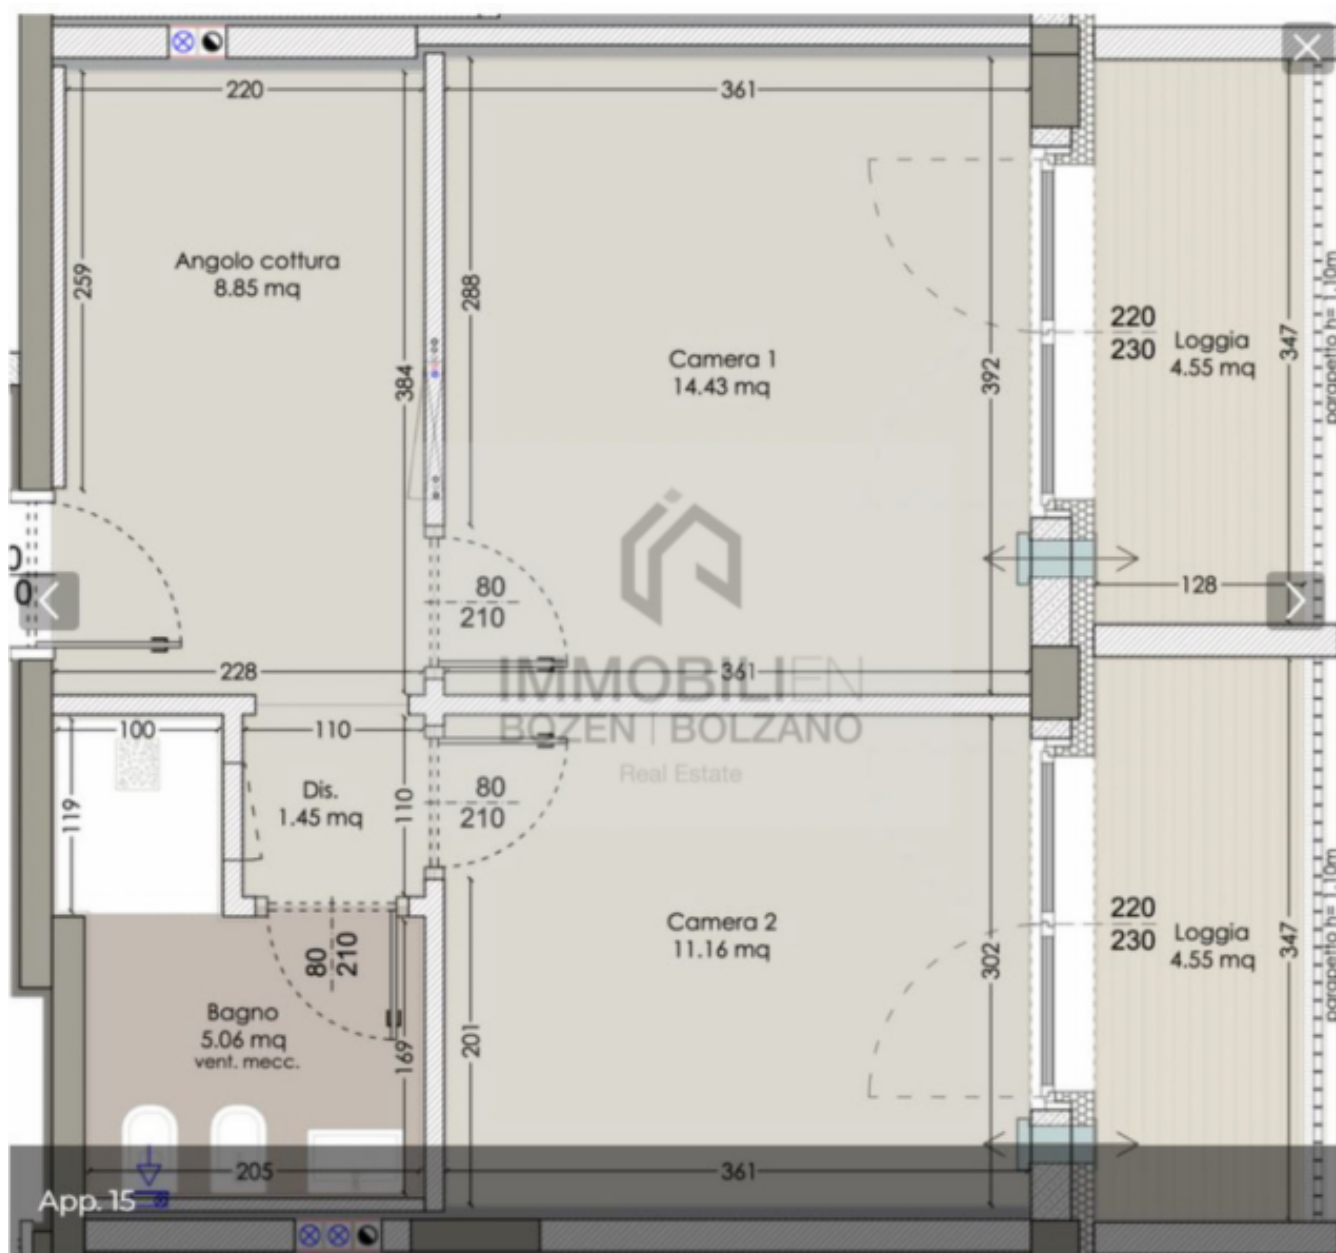 220
361
259
Angolo cottura
8.85 mq
288
384
Camera 1
14.43 mq
392
220
230
Loggia
4.55 mq
347
parapetto h= 1.10m
0
0
80
210
128
228
361
IMMOBILIEN
BOZEN | BOLZANO
Real Estate
100
110
119
Dis.
1.45 mq
110
80
210
80
210
Camera 2
11.16 mq
302
220
230
Loggia
4.55 mq
347
parapetto h= 1.10m
Bagno
5.06 mq
vent. mecc.
169
201
205
361
App. 15